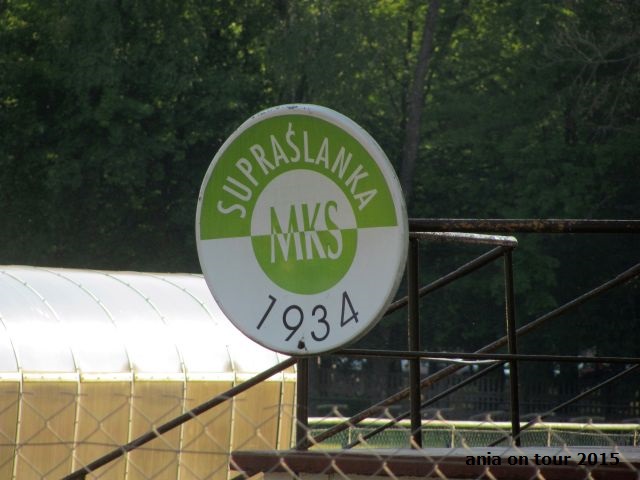 SUPRAŚLANKA
MKS
1934
ania on tour 2015